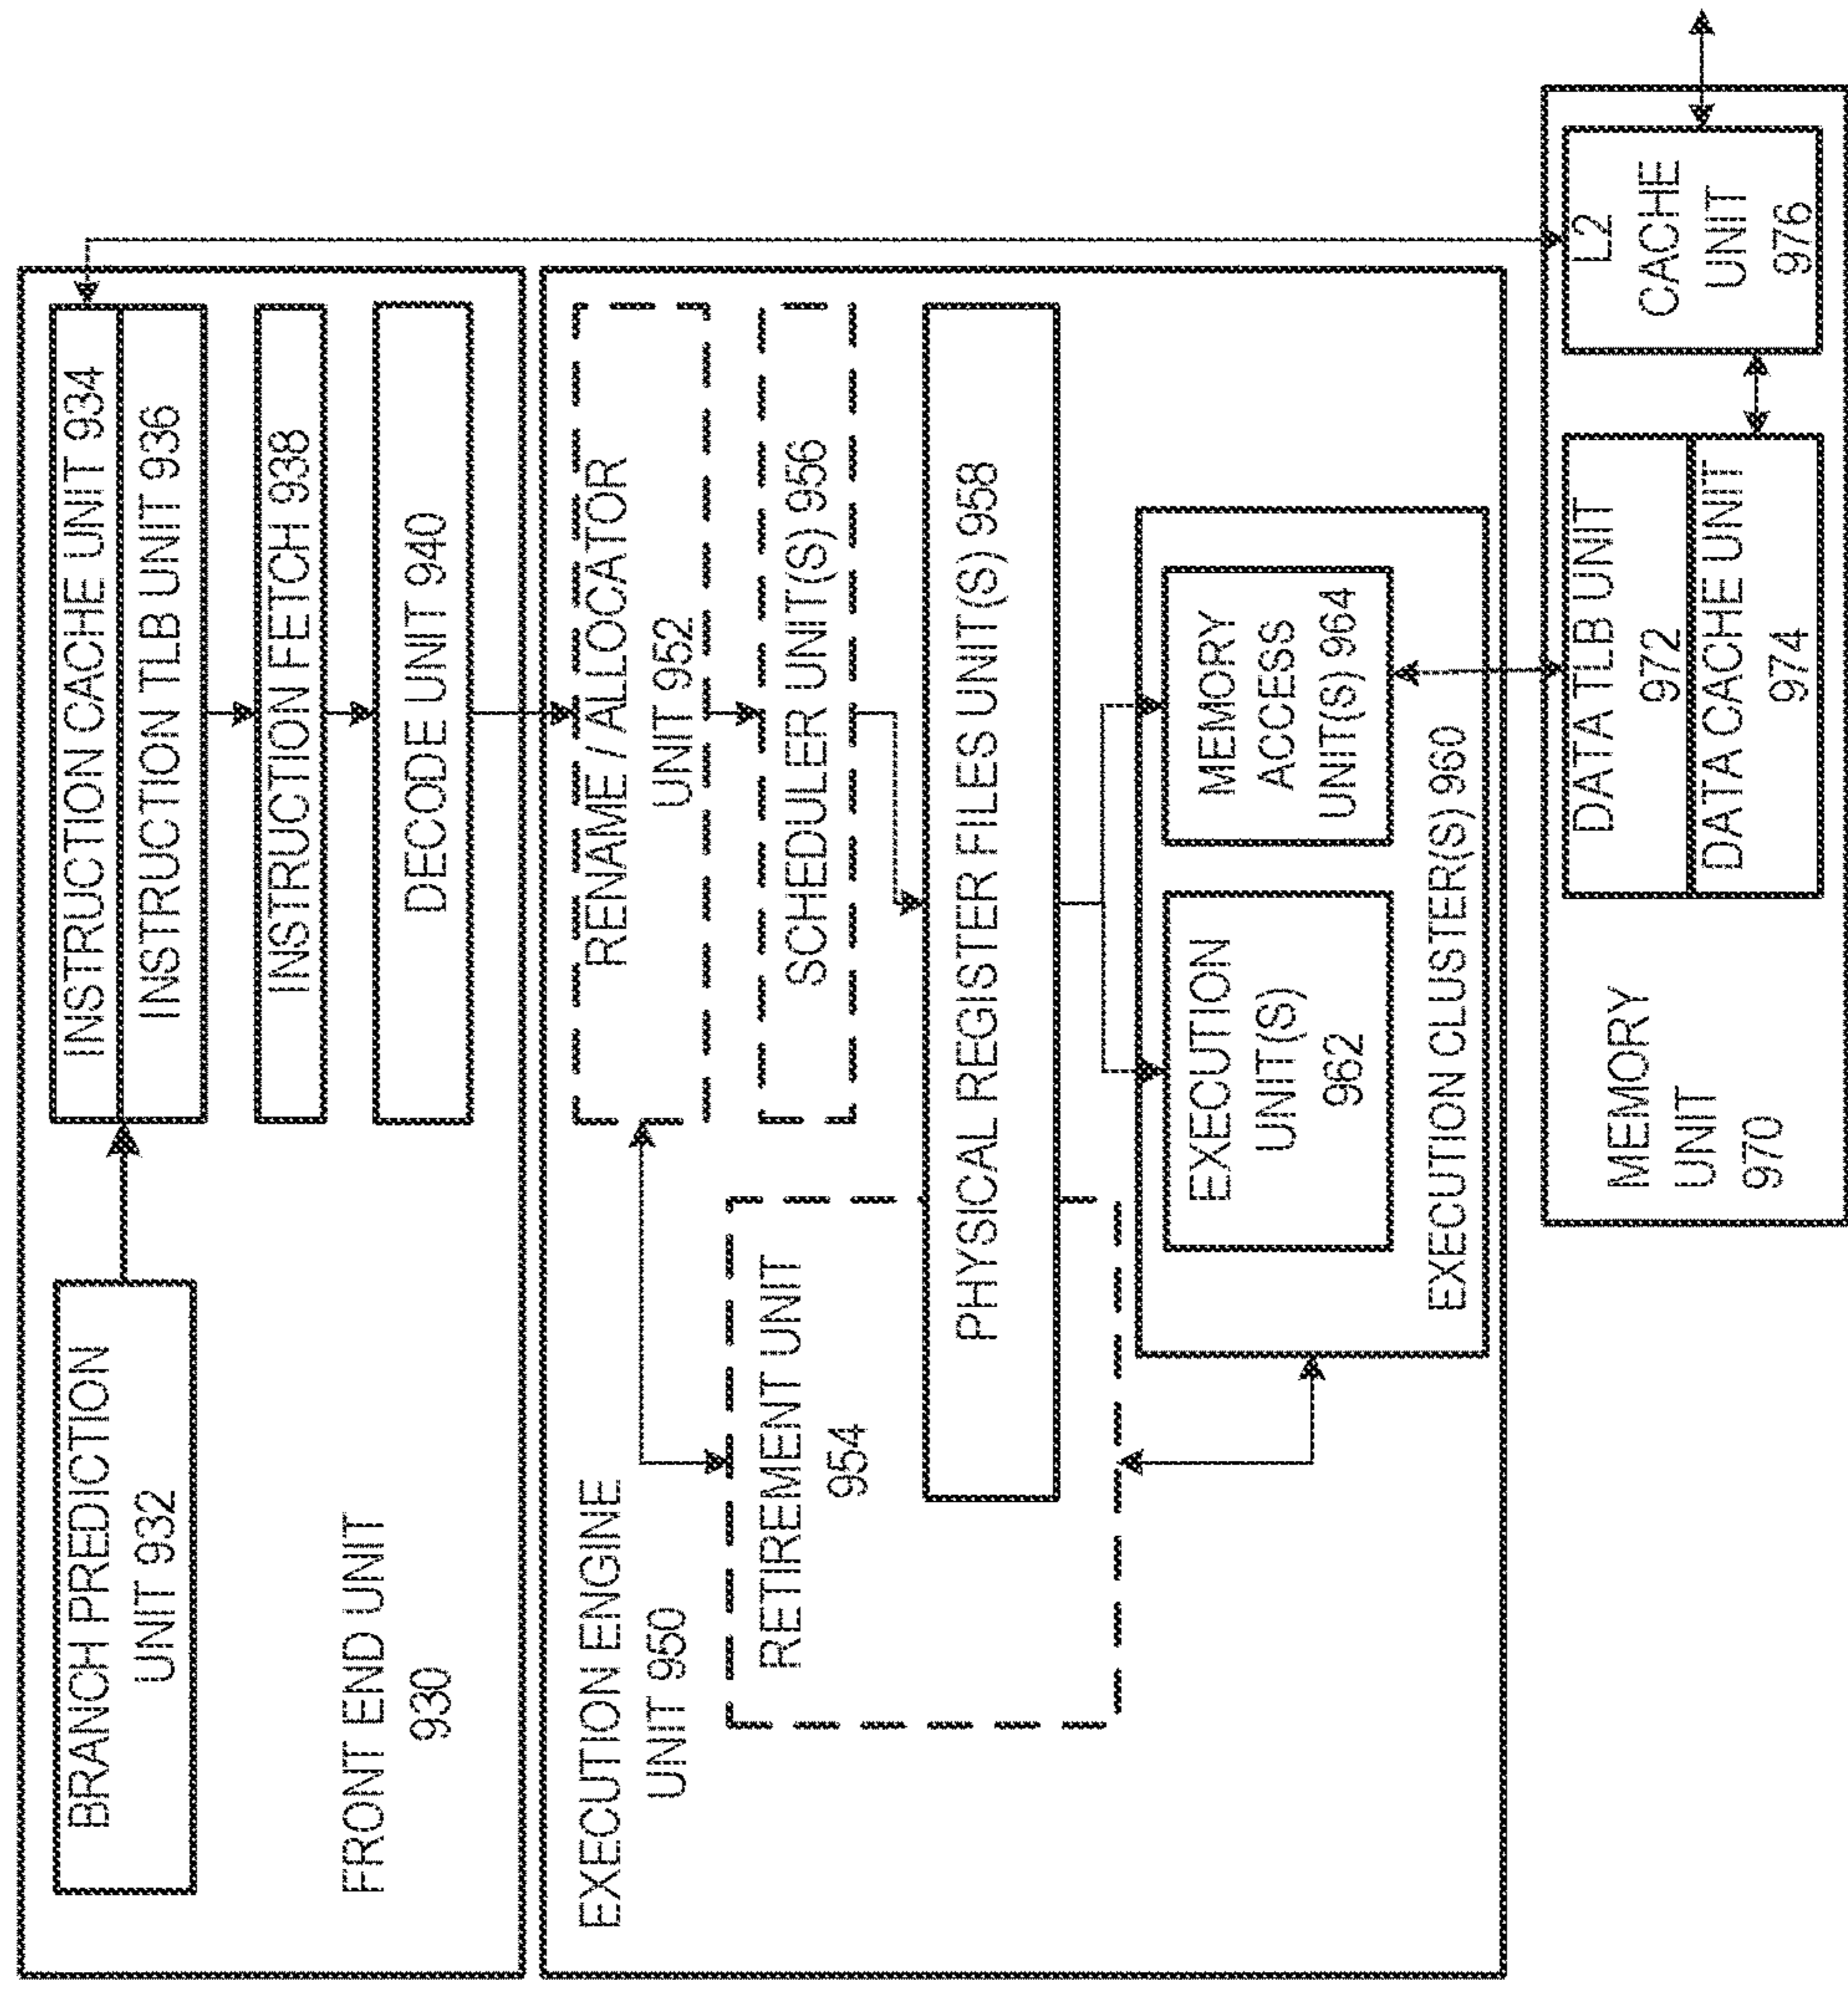 BRANCH PREDICTION
UNIT 932
INSTRUCTION CACHE UNIT 934
INSTRUCTION TLB UNIT 936
INSTRUCTION FETCH 938
DECODE UNIT 940
FRONT END UNIT
930
EXECUTION ENGINE
UNIT 950
RENAME / ALLOCATOR
UNIT 952
RETIREMENT UNIT
954
SCHEDULER UNIT(S) 956
PHYSICAL REGISTER FILES UNIT(S) 958
EXECUTION
UNIT(S)
962
MEMORY
ACCESS
UNIT(S) 964
EXECUTION CLUSTER(S) 960
MEMORY
UNIT
970
DATA TLB UNIT
972
DATA CACHE UNIT
974
L2
CACHE
UNIT
976